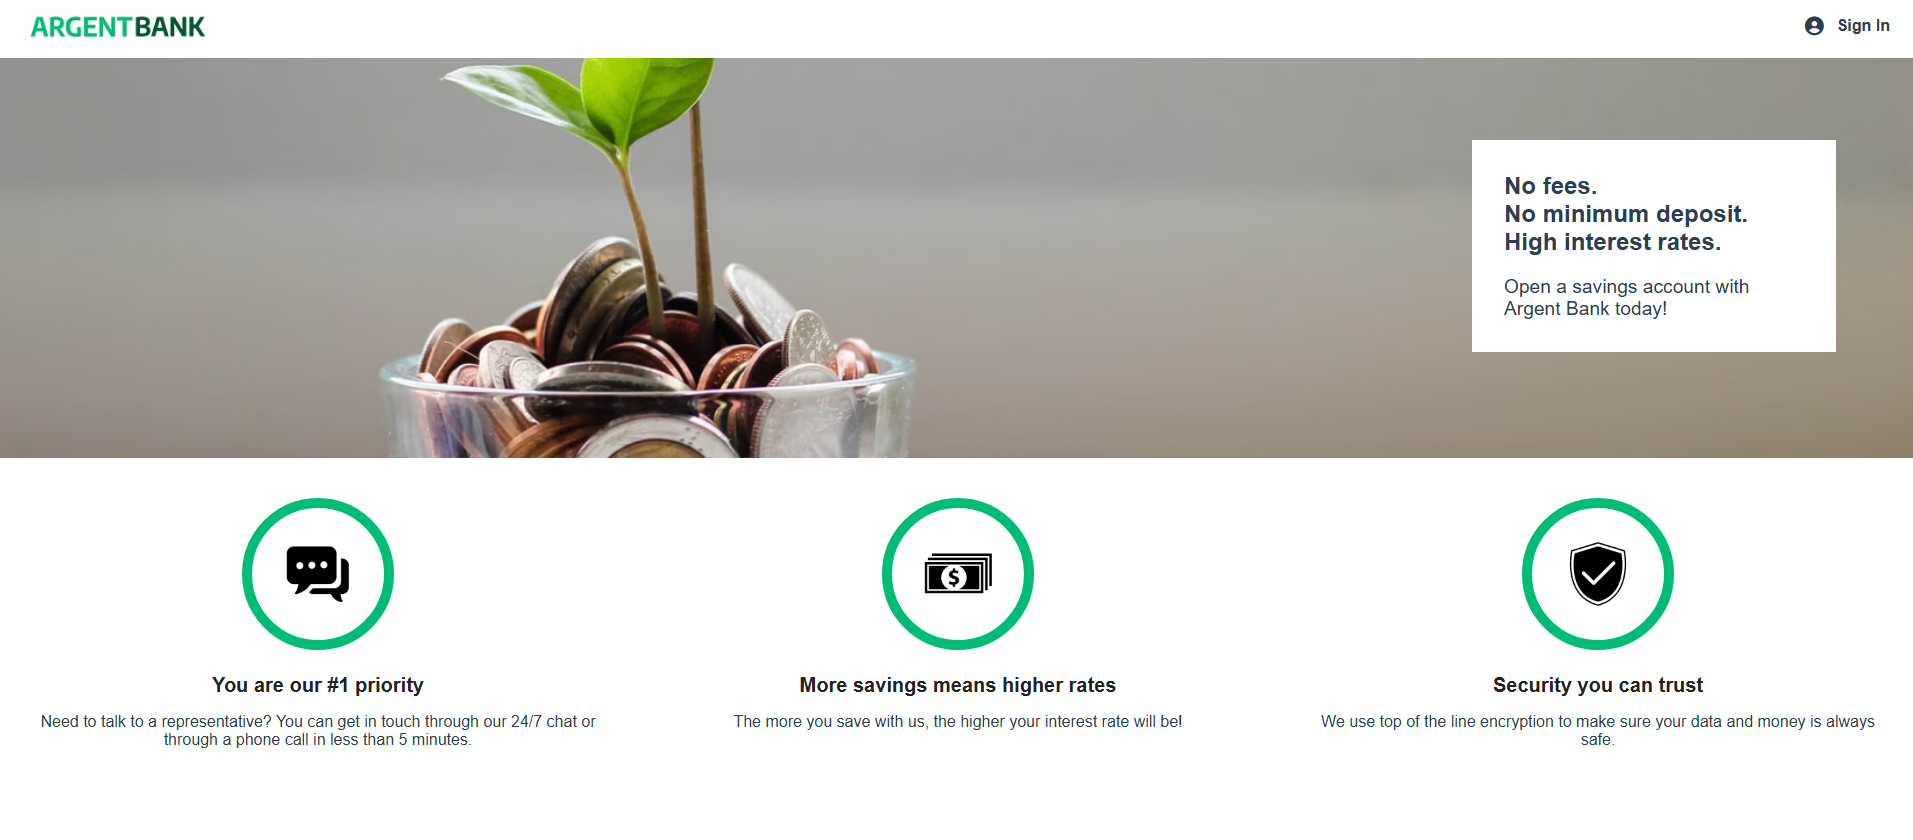 ARGENTBANK
Sign In
No fees.
No minimum deposit.
High interest rates.
Open a savings account with
Argent Bank today!
You are our #1 priority
Need to talk to a representative? You can get in touch through our 24/7 chat or
through a phone call in less than 5 minutes.
More savings means higher rates
The more you save with us, the higher your interest rate will be!
Security you can trust
We use top of the line encryption to make sure your data and money is always
safe.